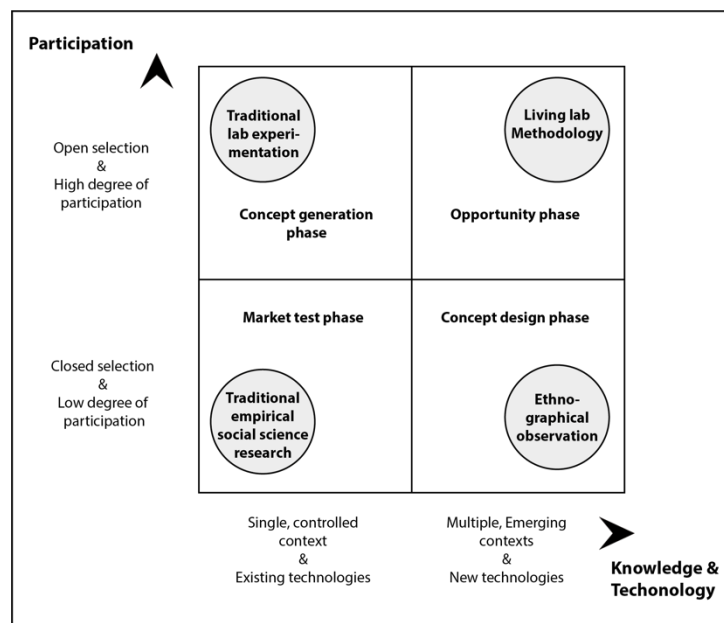 Participation
Open selection
&
High degree of
participation
Traditional
lab experi-
mentation
Living lab
Methodology
Concept generation
phase
Opportunity phase
Market test phase
Concept design phase
Closed selection
&
Low degree of
participation
Traditional
empirical
social science
research
Ethno-
graphical
observation
Single, controlled
context
&
Existing technologies
Multiple, Emerging
contexts
&
New technologies
Knowledge &
Techonology